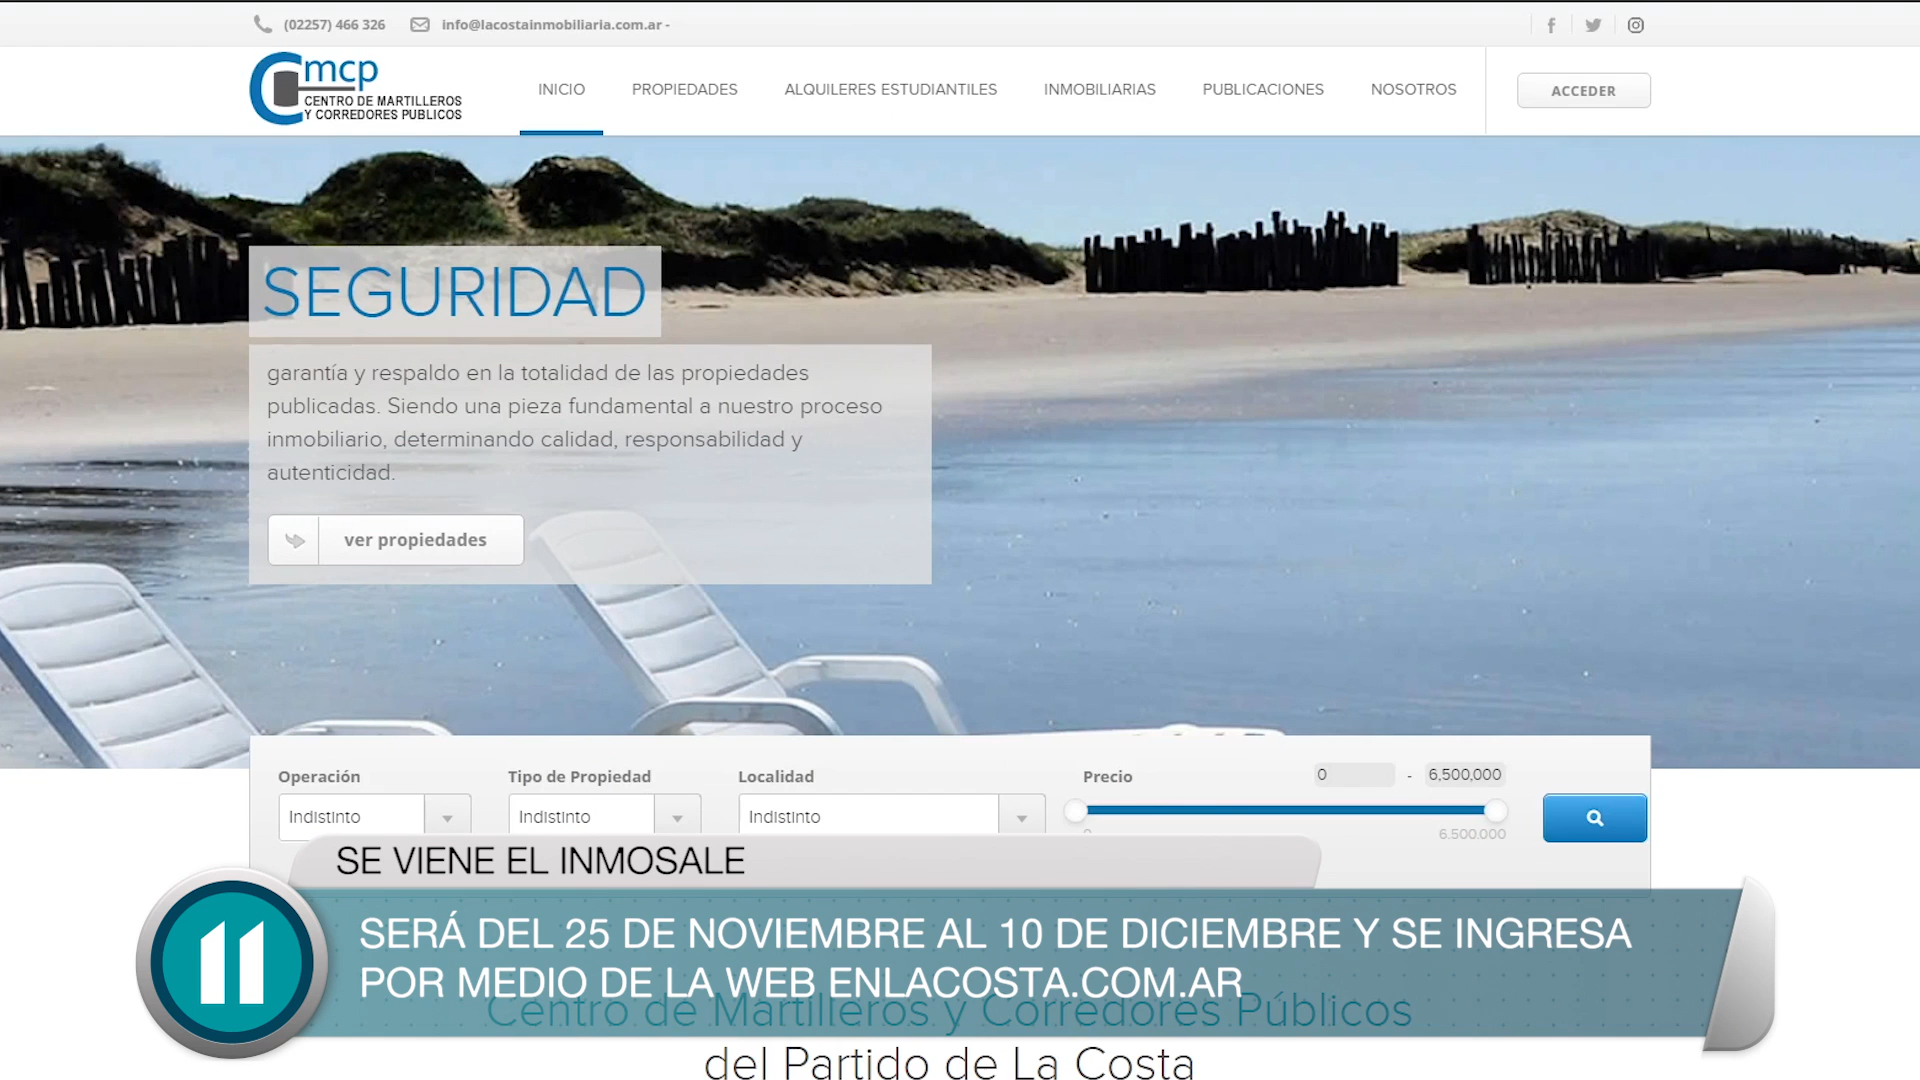 (02257) 466 326
info@lacostainmobiliaria.com.ar -
mcp
CENTRO DE MARTILLEROS
Y CORREDORES PUBLICOS
INICIO
PROPIEDADES
ALQUILERES ESTUDIANTILES
INMOBILIARIAS
PUBLICACIONES
NOSOTROS
ACCEDER
SEGURIDAD
garantía y respaldo en la totalidad de las propiedades
publicadas. Siendo una pieza fundamental a nuestro proceso
inmobiliario, determinando calidad, responsabilidad y
autenticidad.
ver propiedades
Operación
Tipo de Propiedad
Localidad
Precio
0 - 6,500,000
Indistinto
Indistinto
Indistinto
6.500.000
SE VIENE EL INMOSALE
11
SERÁ DEL 25 DE NOVIEMBRE AL 10 DE DICIEMBRE Y SE INGRESA
POR MEDIO DE LA WEB ENLACOSTA.COM.AR
Centro de Martilleros y Corredores Públicos
del Partido de La Costa